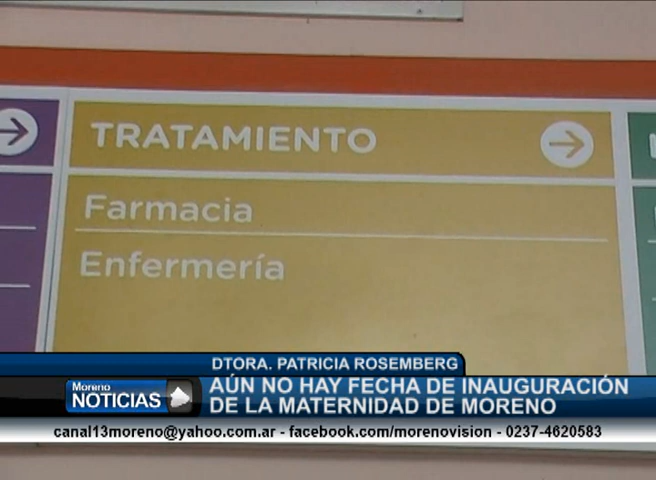 TRATAMIENTO
Farmacia
Enfermería
DTORA. PATRICIA ROSEMBERG
Moreno
NOTICIAS
AÚN NO HAY FECHA DE INAUGURACIÓN
DE LA MATERNIDAD DE MORENO
canal13moreno@yahoo.com.ar - facebook.com/morenovision - 0237-4620583